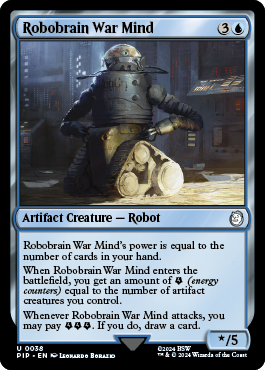 Robobrain War Mind 3
Artifact Creature — Robot
Robobrain War Mind's power is equal to the
number of cards in your hand.
When Robobrain War Mind enters the
battlefield, you get an amount of (energy
counters) equal to the number of artifact
creatures you control.
Whenever Robobrain War Mind attacks, you
may pay . If you do, draw a card.
*/5
U 0038
PIP • EN Leonardo Borazio
©2024 BSW
™ & © 2024 Wizards of the Coast